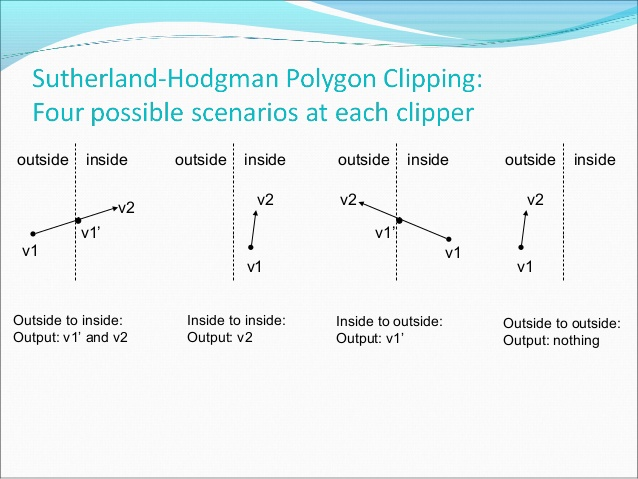 Sutherland-Hodgman Polygon Clipping:
Four possible scenarios at each clipper
outside inside
v2
v1’
v1
Outside to inside:
Output: v1’ and v2
outside inside
v2
v1
Inside to inside:
Output: v2
outside inside
v2
v1’
v1
Inside to outside:
Output: v1’
outside inside
v2
v1
Outside to outside:
Output: nothing